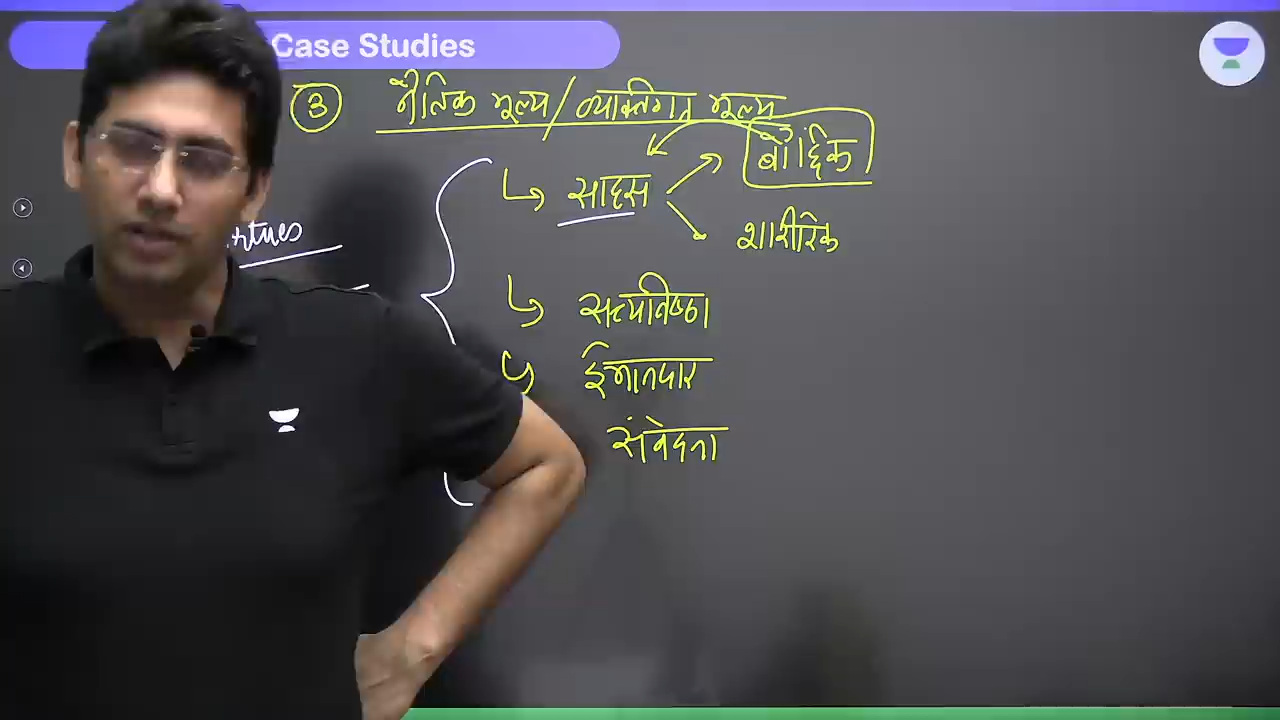 Case Studies
③ नैतिक मूल्य / व्यक्तिगत मूल्य
↳ साहस
बौद्धिक
शारीरिक
↳ सत्यनिष्ठा
↳ ईमानदार
संवेदना